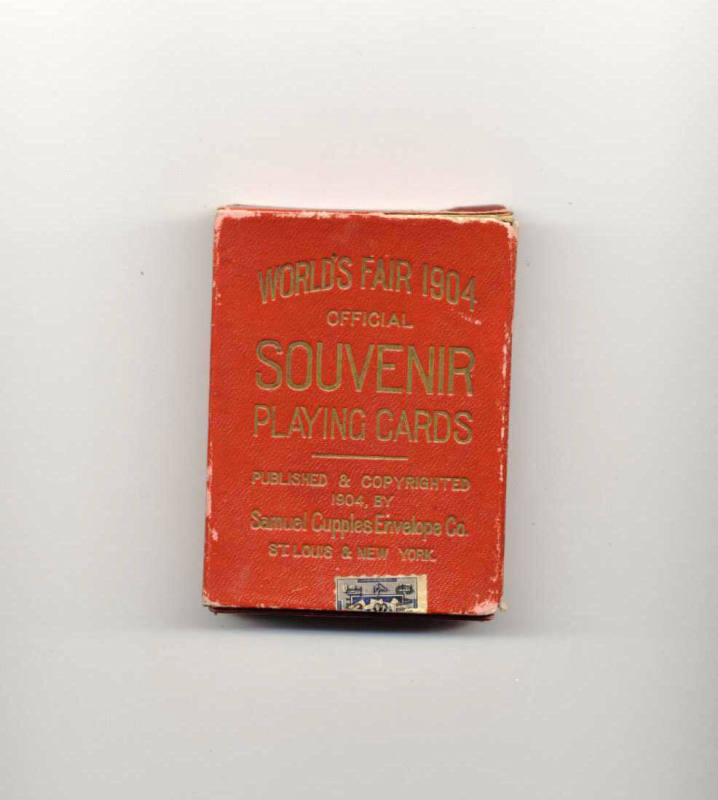 WORLD'S FAIR 1904
OFFICIAL
SOUVENIR
PLAYING CARDS
PUBLISHED & COPYRIGHTED
1904, BY
Samuel Cupples Envelope Co.
ST. LOUIS & NEW YORK.